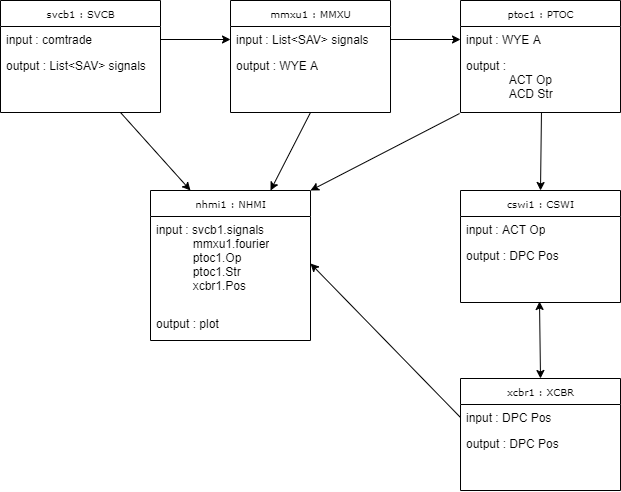 svcb1 : SVCB
input : comtrade
output : List<SAV> signals
mmxu1 : MMXU
input : List<SAV> signals
output : WYE A
ptoc1 : PTOC
input : WYE A
output :
ACT Op
ACD Str
nhmi1 : NHMI
input : svcb1.signals
mmxu1.fourier
ptoc1.Op
ptoc1.Str
xcbr1.Pos
output : plot
cswi1 : CSWI
input : ACT Op
output : DPC Pos
xcbr1 : XCBR
input : DPC Pos
output : DPC Pos